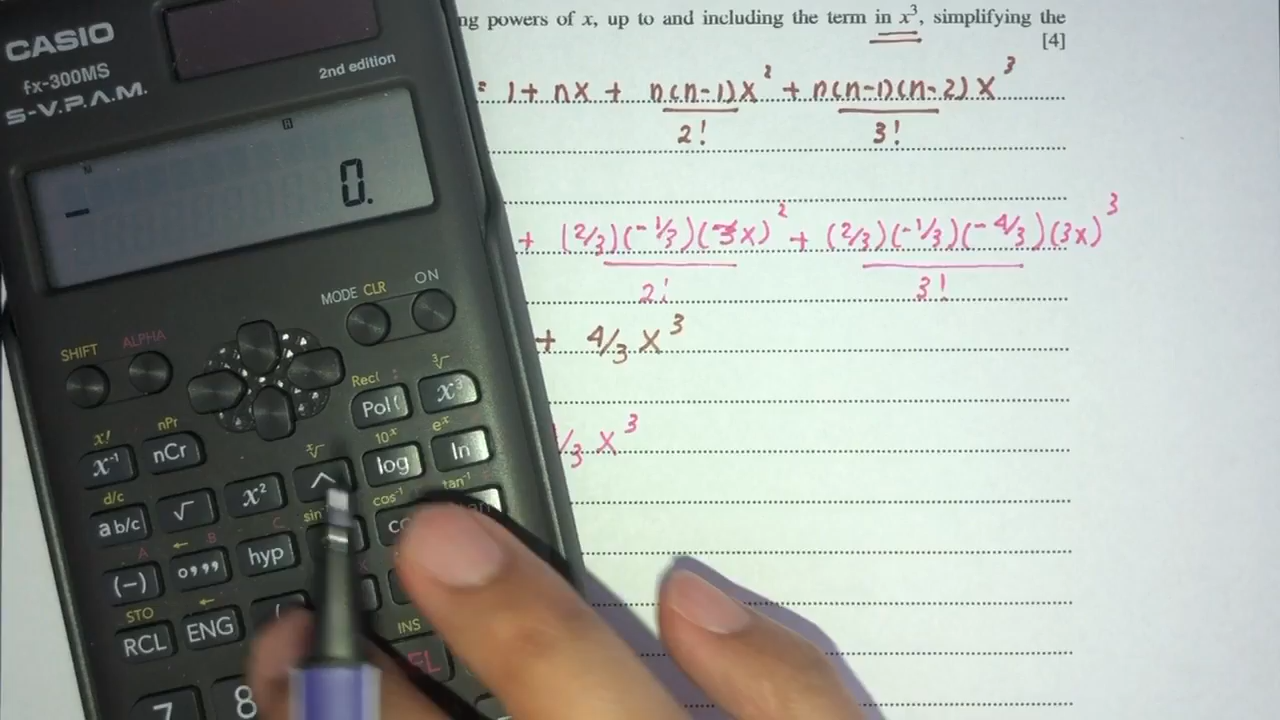 CASIO
fx-300MS
2nd edition
S-V.P.A.M.
- 0.
MODE CLR ON
SHIFT ALPHA
Rec( : ∛
Pol( x³
x! nPr ˣ√ 10ˣ eˣ
x⁻¹ nCr ^ log ln
d/c sin⁻¹ cos⁻¹ tan⁻¹
ab/c √ x²
A ← B C
(-) °,,, hyp
STO ←
RCL ENG (
INS
7 8
ng powers of x, up to and including the term in x³, simplifying the
[4]
= 1 + nx + n(n-1)x²/2! + n(n-1)(n-2)x³/3!
+ (2/3)(-1/3)(3x)²/2! + (2/3)(-1/3)(-4/3)(3x)³/3!
+ 4/3 x³
/3 x³